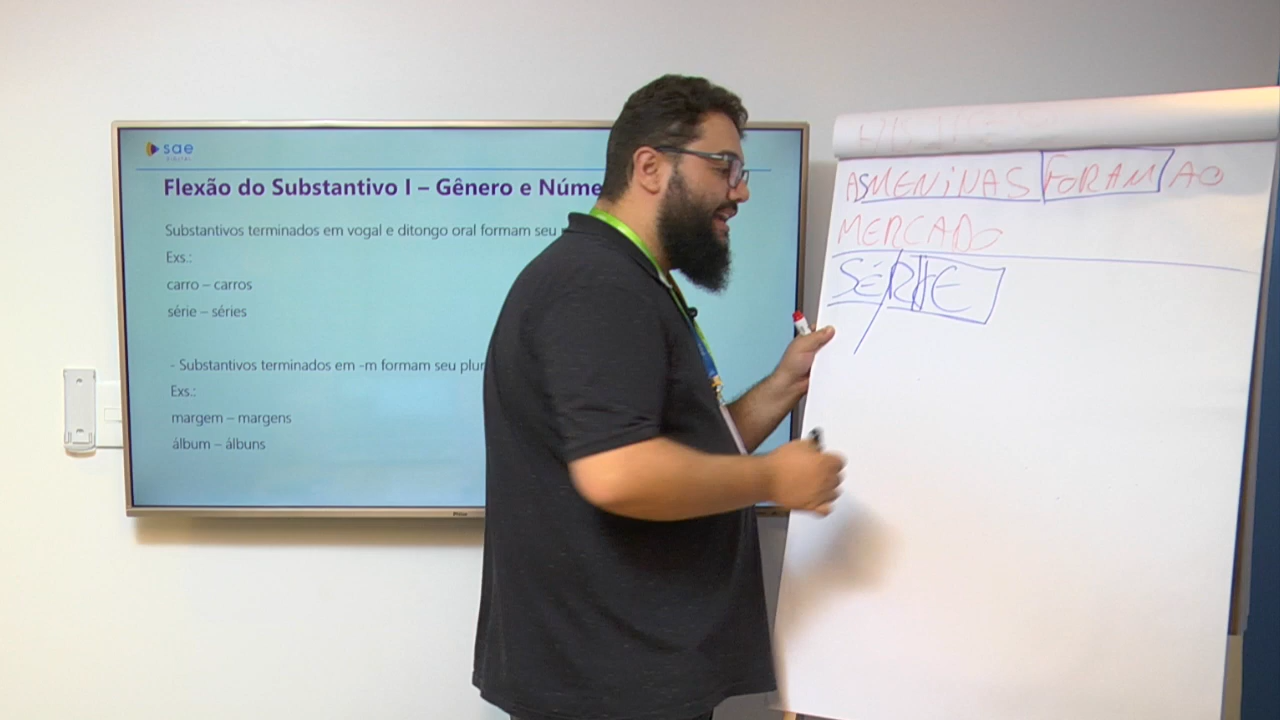 sae
DIGITAL
Flexão do Substantivo I – Gênero e Núme
Substantivos terminados em vogal e ditongo oral formam seu
Exs.:
carro – carros
série – séries
- Substantivos terminados em -m formam seu plur
Exs.:
margem – margens
álbum – álbuns
AS MENINAS FORAM AO
MERCADO
SÉRIE